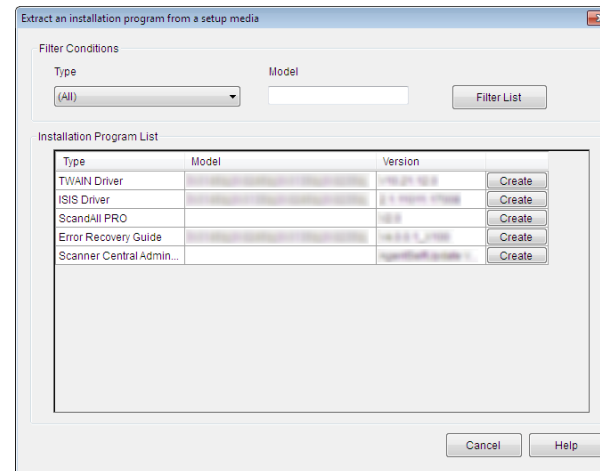 Extract an installation program from a setup media
Filter Conditions
Type Model
(All) Filter List
Installation Program List
Type Model Version
TWAIN Driver Create
ISIS Driver Create
ScandAll PRO Create
Error Recovery Guide Create
Scanner Central Admin... Create
Cancel Help